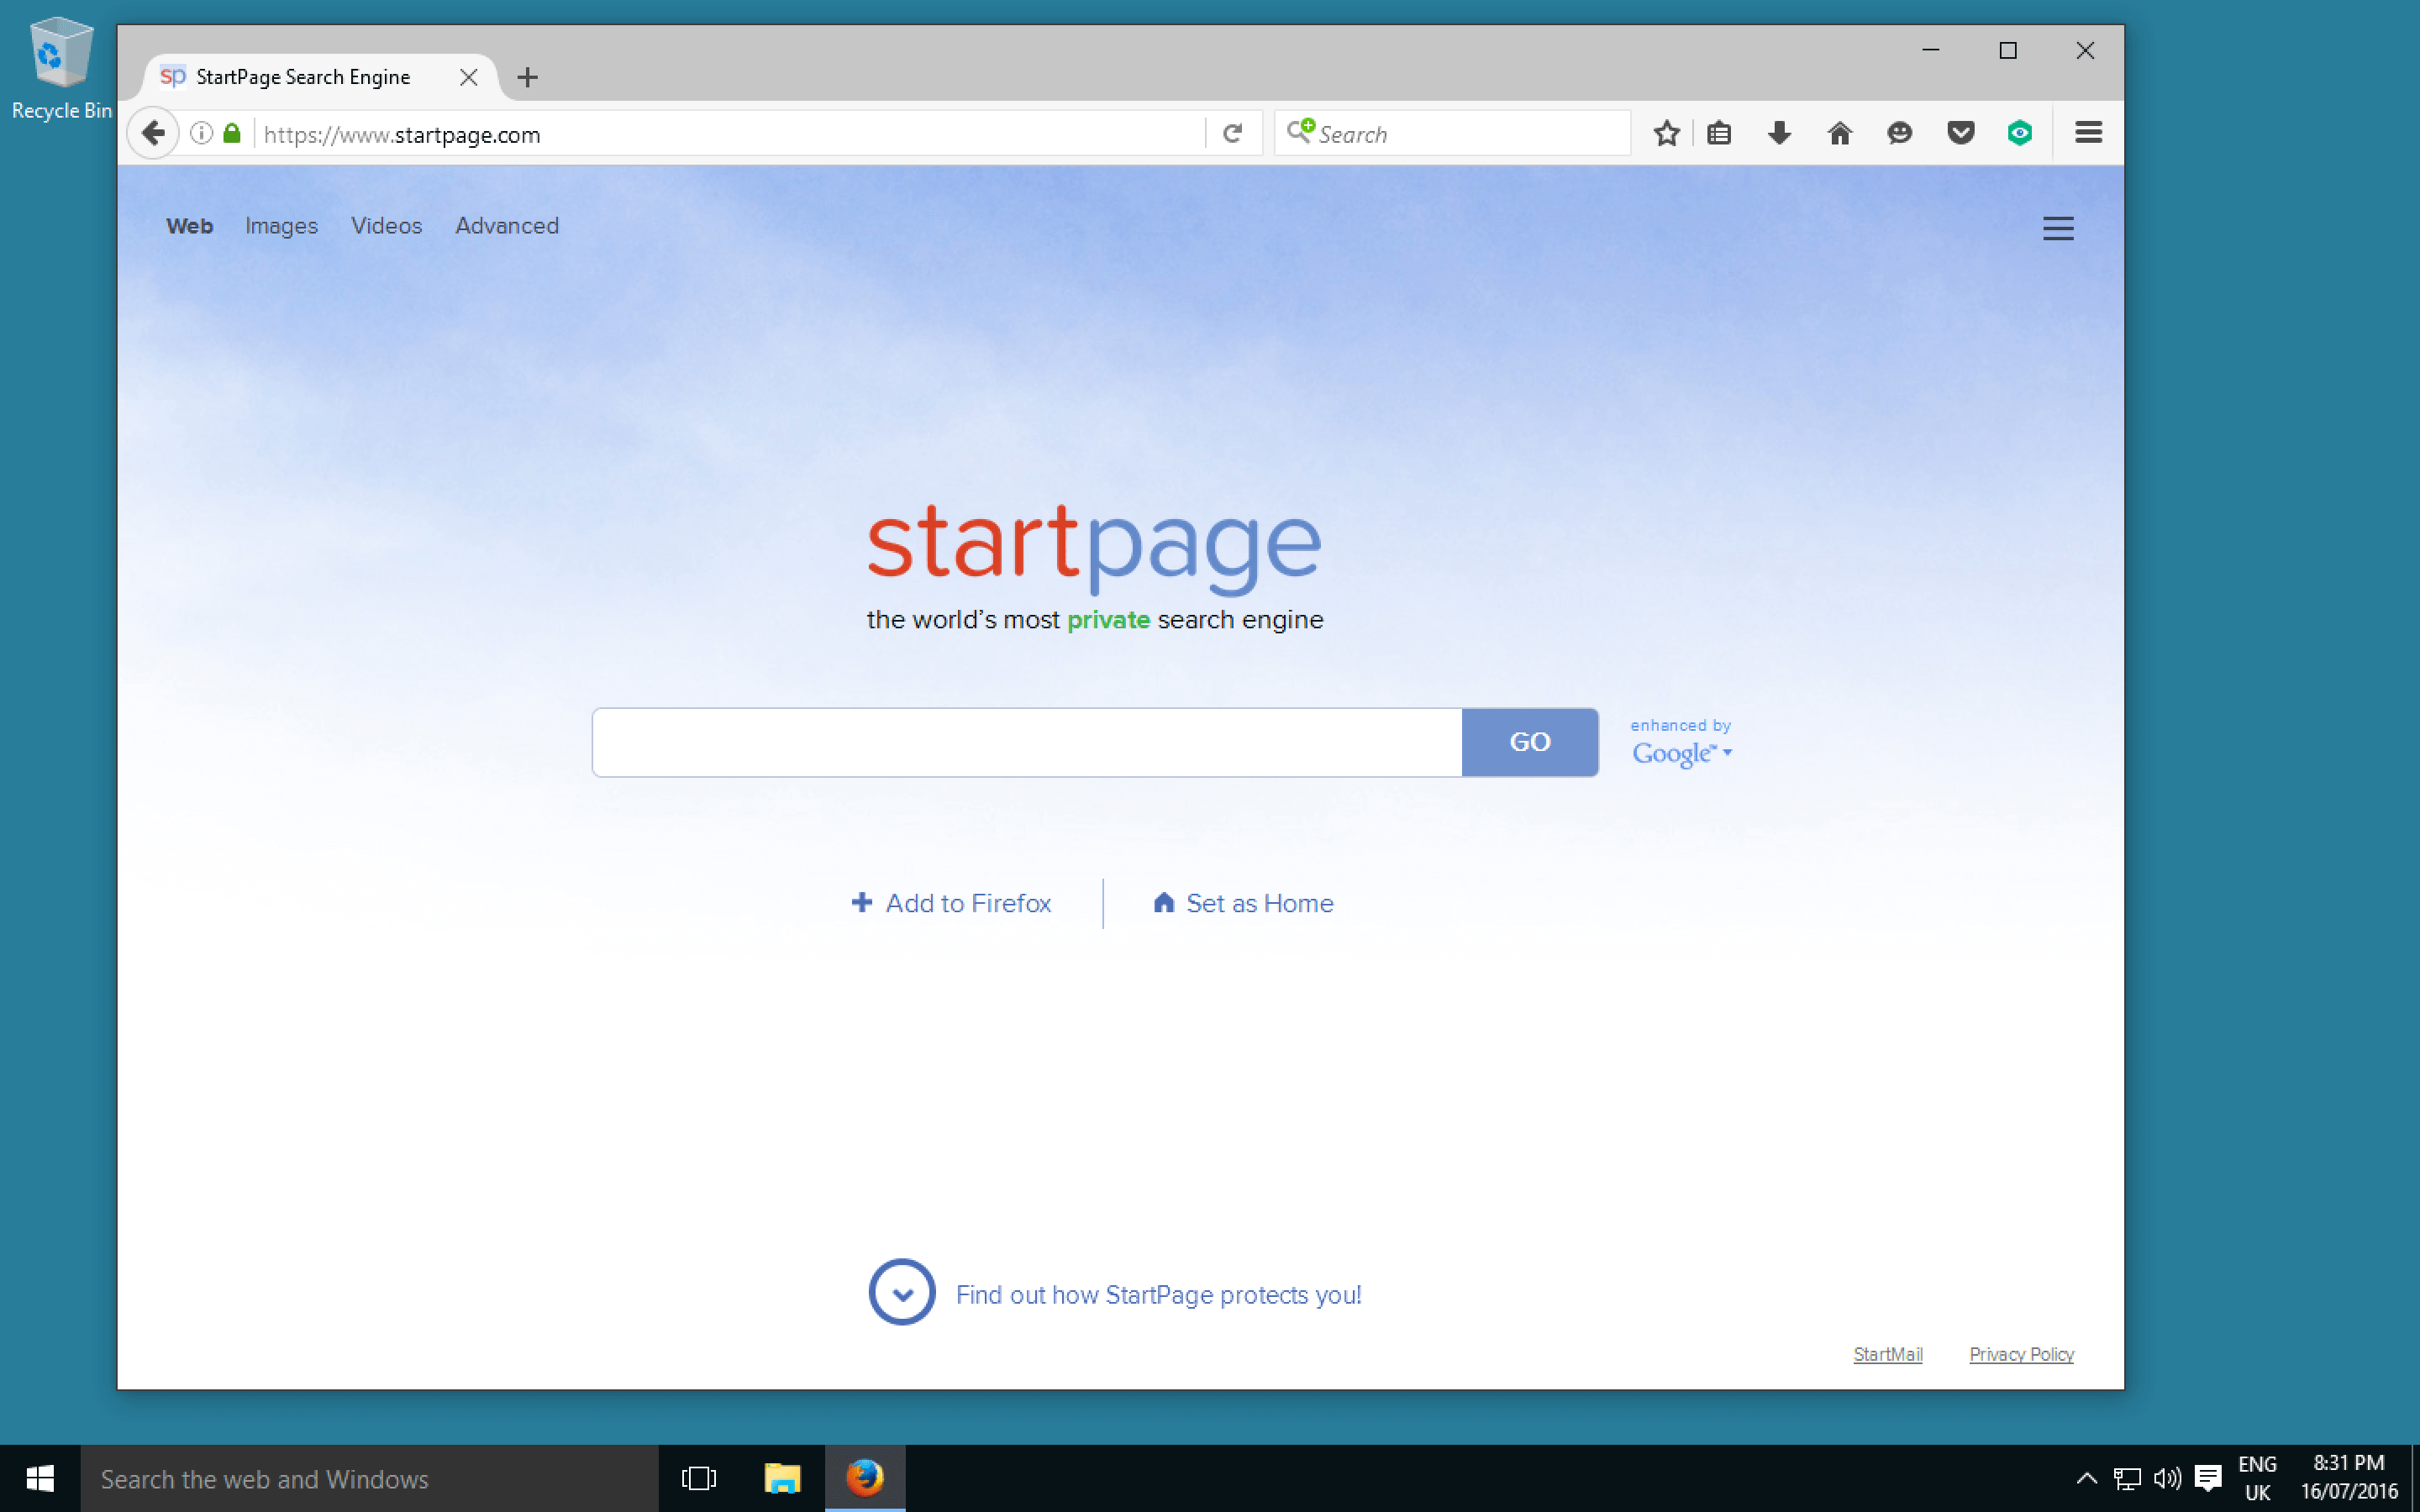 Recycle Bin
sp StartPage Search Engine
https://www.startpage.com
Search
Web Images Videos Advanced
startpage
the world's most private search engine
GO
enhanced by
Google™
Add to Firefox
Set as Home
Find out how StartPage protects you!
StartMail Privacy Policy
Search the web and Windows
ENG
UK
8:31 PM
16/07/2016